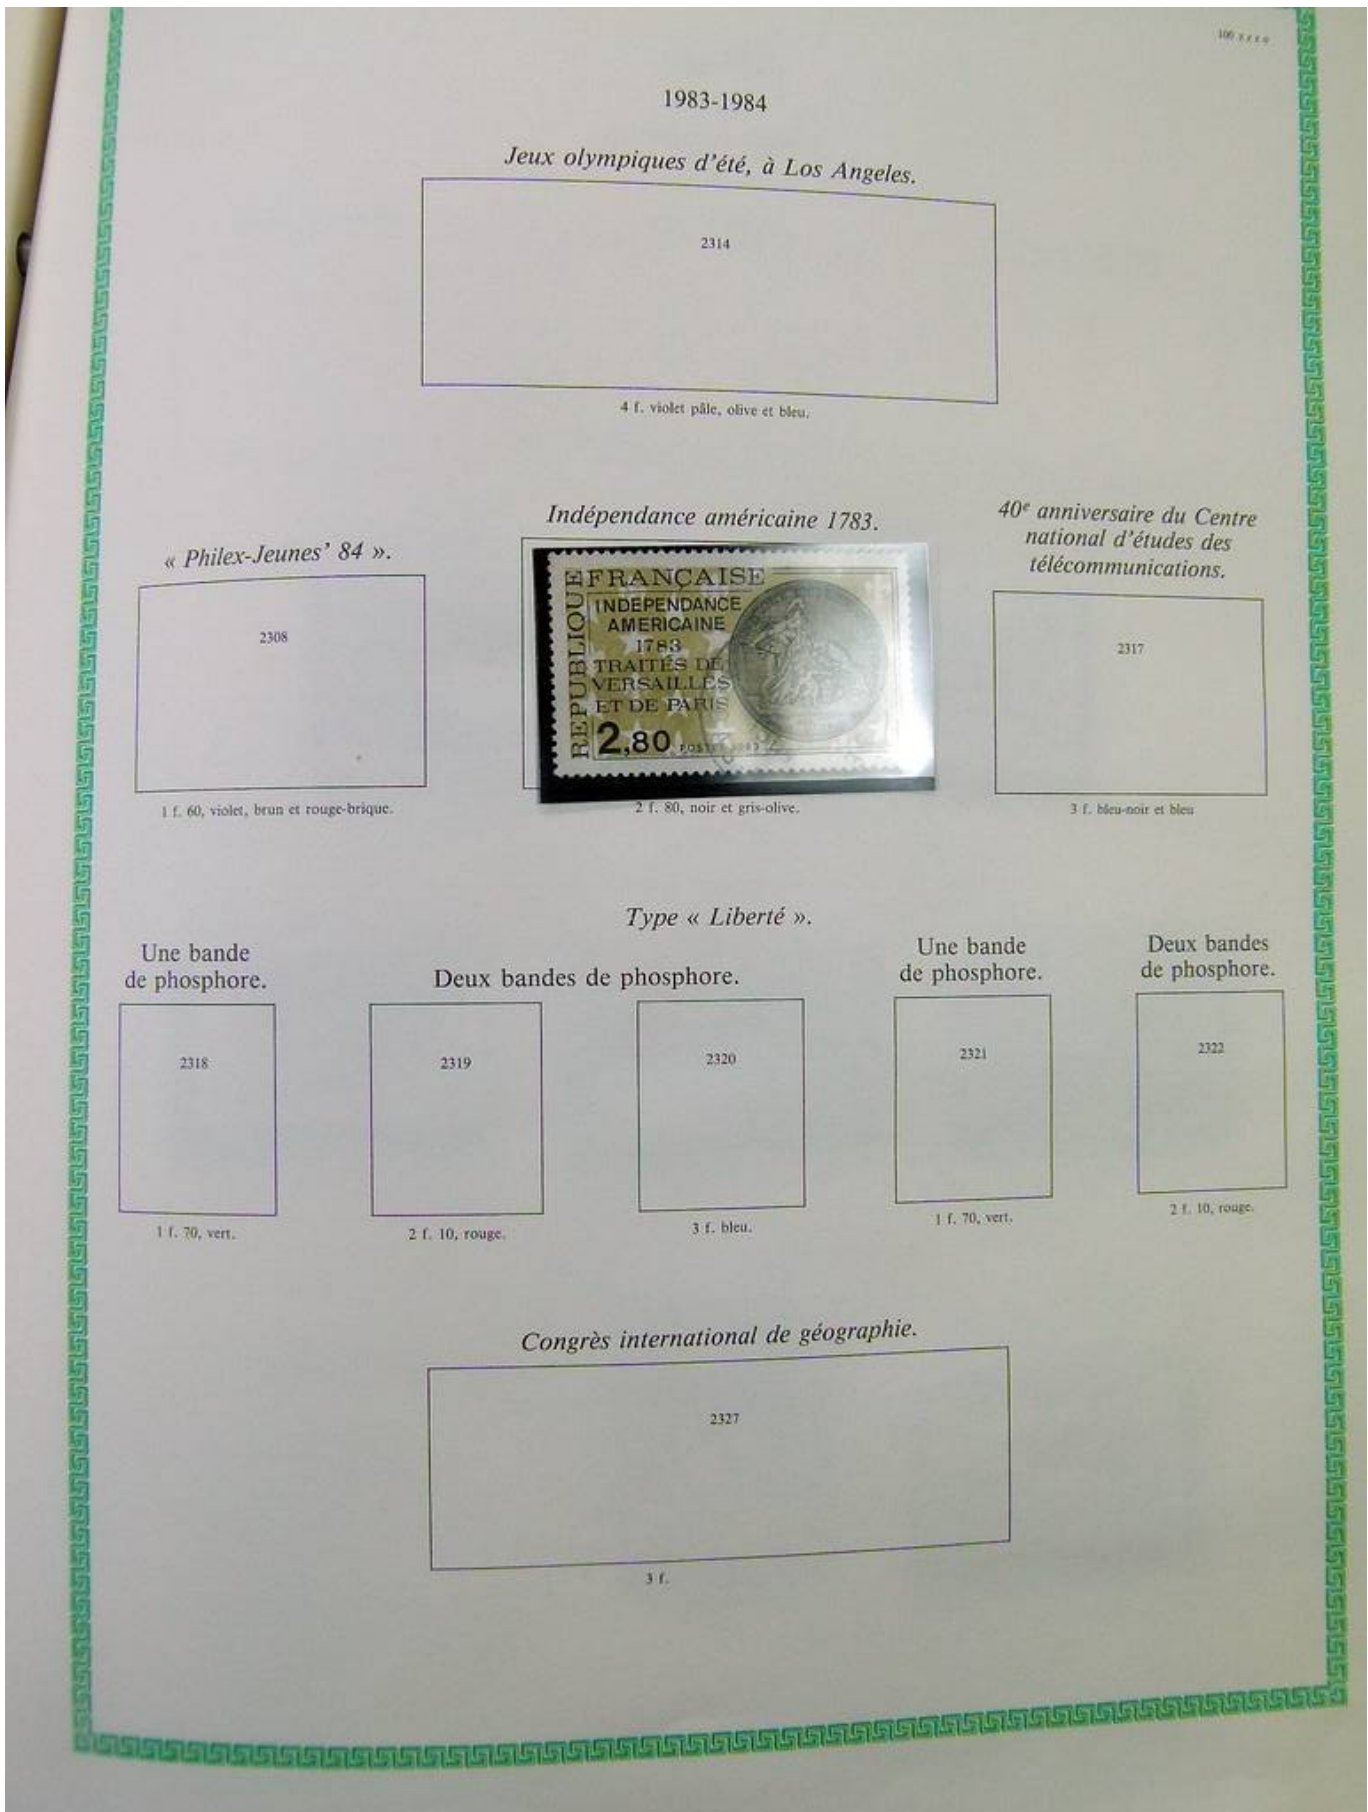 1983-1984
Jeux olympiques d'été, à Los Angeles.
2314
4 f. violet pâle, olive et bleu.
« Philex-Jeunes' 84 ».
2308
1 f. 60, violet, brun et rouge-brique.
Indépendance américaine 1783.
REPUBLIQUE
FRANÇAISE
INDEPENDANCE
AMERICAINE
1783
TRAITÉS DE
VERSAILLES
ET DE PARIS
2,80 POSTES 1983
2 f. 80, noir et gris-olive.
40e anniversaire du Centre
national d'études des
télécommunications.
2317
3 f. bleu-noir et bleu
Type « Liberté ».
Une bande
de phosphore.
2318
1 f. 70, vert.
Deux bandes de phosphore.
2319
2 f. 10, rouge.
2320
3 f. bleu.
Une bande
de phosphore.
2321
1 f. 70, vert.
Deux bandes
de phosphore.
2322
2 f. 10, rouge.
Congrès international de géographie.
2327
3 f.